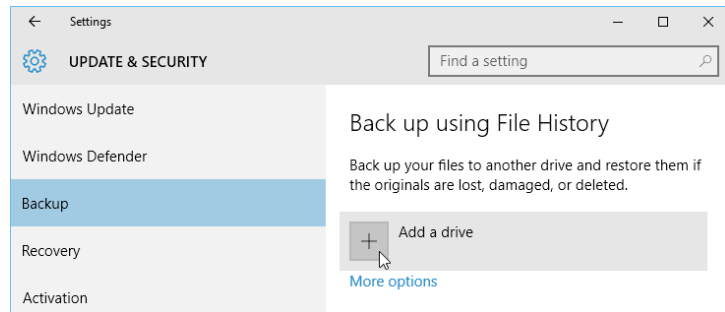 Settings
UPDATE & SECURITY
Find a setting
Windows Update
Windows Defender
Backup
Recovery
Activation
Back up using File History
Back up your files to another drive and restore them if
the originals are lost, damaged, or deleted.
Add a drive
More options